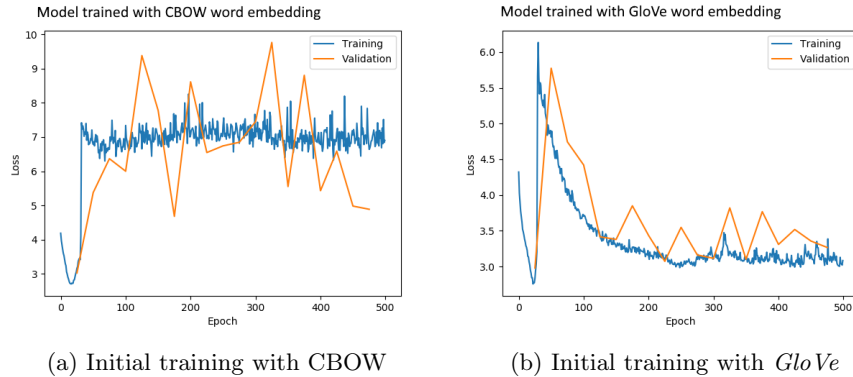 Model trained with CBOW word embedding
10
9
8
7
6
5
4
3
Loss
0
100
200
300
400
500
Epoch
Training
Validation
(a) Initial training with CBOW
Model trained with GloVe word embedding
6.0
5.5
5.0
4.5
4.0
3.5
3.0
Loss
0
100
200
300
400
500
Epoch
Training
Validation
(b) Initial training with GloVe